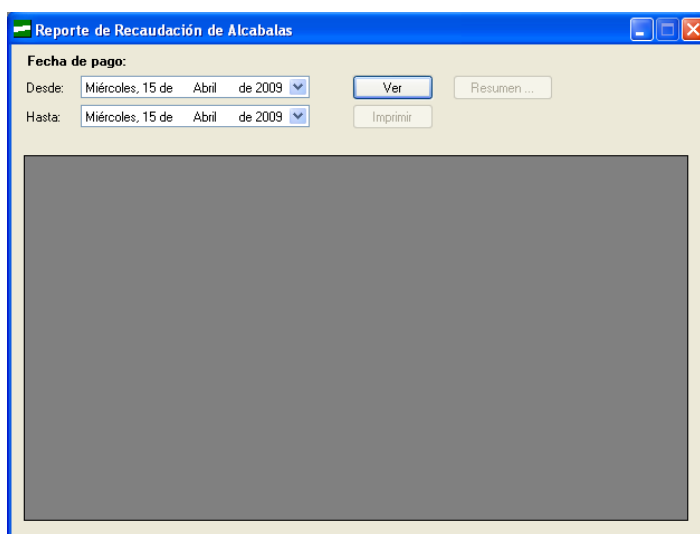 Reporte de Recaudación de Alcabalas
Fecha de pago:
Desde: Miércoles, 15 de Abril de 2009 Ver Resumen ...
Hasta: Miércoles, 15 de Abril de 2009 Imprimir